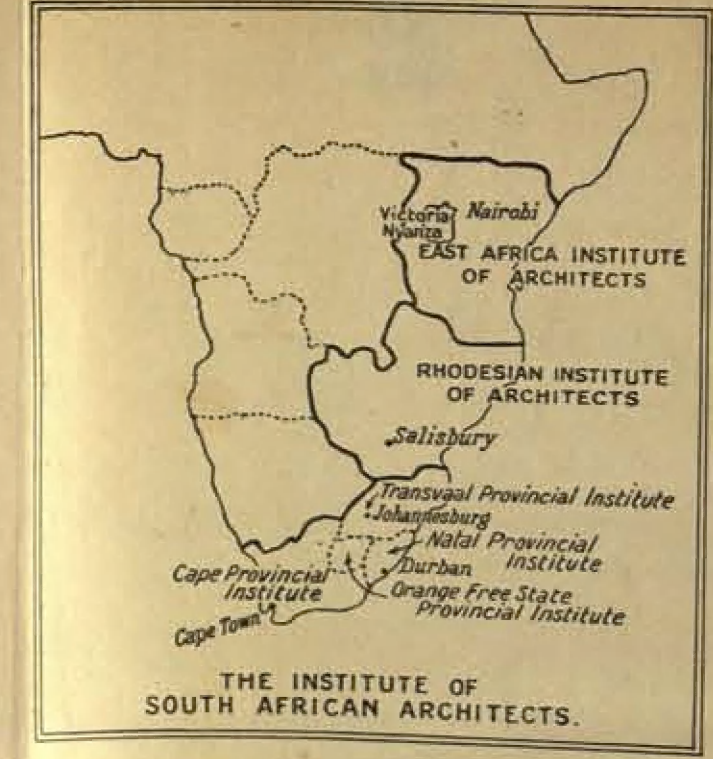 Victoria
Nyanza
Nairobi
EAST AFRICA INSTITUTE
OF ARCHITECTS
RHODESIAN INSTITUTE
OF ARCHITECTS
Salisbury
Transvaal Provincial Institute
Johannesburg
Natal Provincial
Institute
Durban
Cape Provincial
Institute
Orange Free State
Provincial Institute
Cape Town
THE INSTITUTE OF
SOUTH AFRICAN ARCHITECTS.